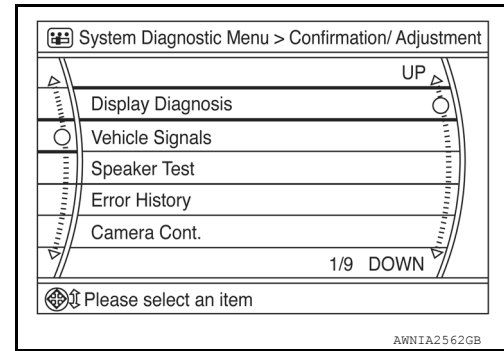 System Diagnostic Menu > Confirmation/ Adjustment
UP
Display Diagnosis
Vehicle Signals
Speaker Test
Error History
Camera Cont.
1/9 DOWN
Please select an item
AWNIA2562GB